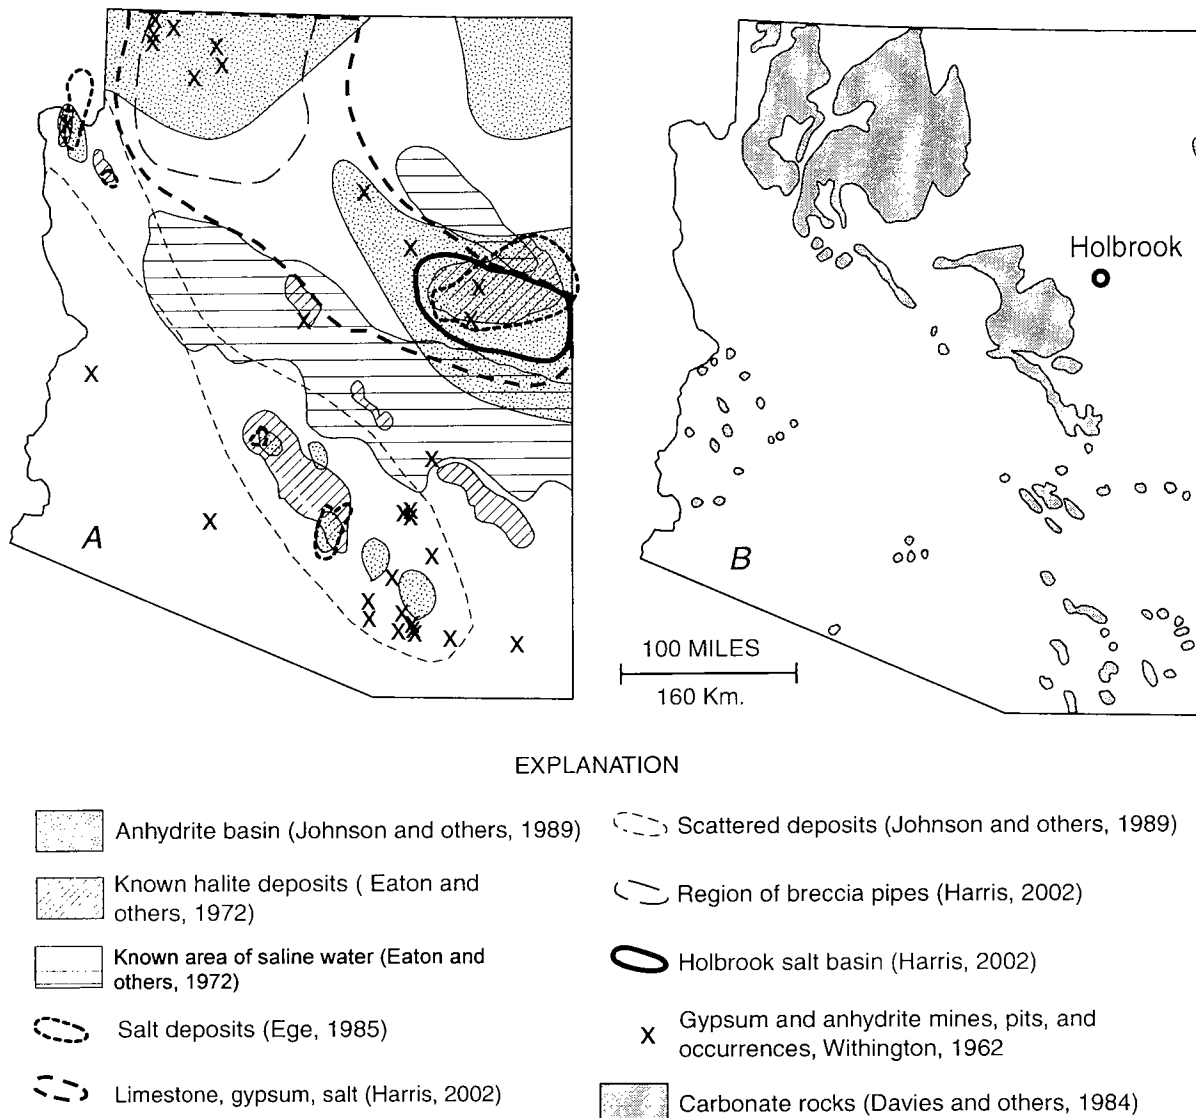 Holbrook
A
B
100 MILES
160 Km.
EXPLANATION
Anhydrite basin (Johnson and others, 1989)
Known halite deposits ( Eaton and
others, 1972)
Known area of saline water (Eaton and
others, 1972)
Salt deposits (Ege, 1985)
Limestone, gypsum, salt (Harris, 2002)
Scattered deposits (Johnson and others, 1989)
Region of breccia pipes (Harris, 2002)
Holbrook salt basin (Harris, 2002)
X
Gypsum and anhydrite mines, pits, and
occurrences, Withington, 1962
Carbonate rocks (Davies and others, 1984)